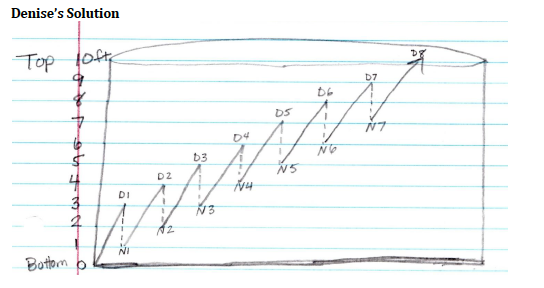 Denise's Solution
Top 10ft
9
8
7
6
5
4
3
2
1
Bottom 0
D1
N1
D2
N2
D3
N3
D4
N4
D5
N5
D6
N6
D7
N7
D8